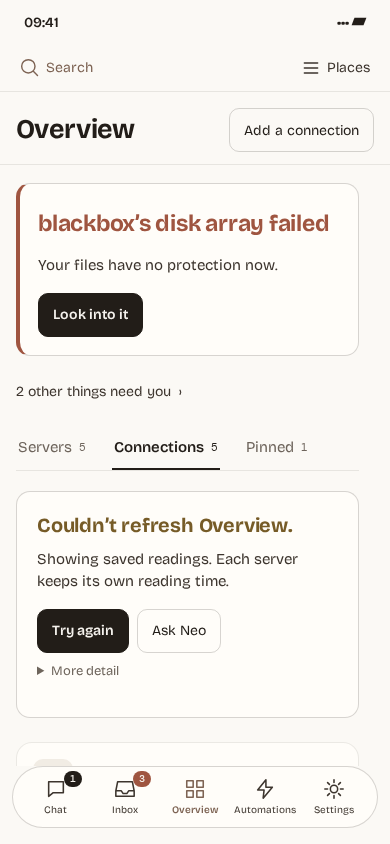 09:41
Search
Places
Overview
Add a connection
blackbox’s disk array failed
Your files have no protection now.
Look into it
2 other things need you ›
Servers 5
Connections 5
Pinned 1
Couldn’t refresh Overview.
Showing saved readings. Each server
keeps its own reading time.
Try again
Ask Neo
More detail
1
3
Chat
Inbox
Overview
Automations
Settings